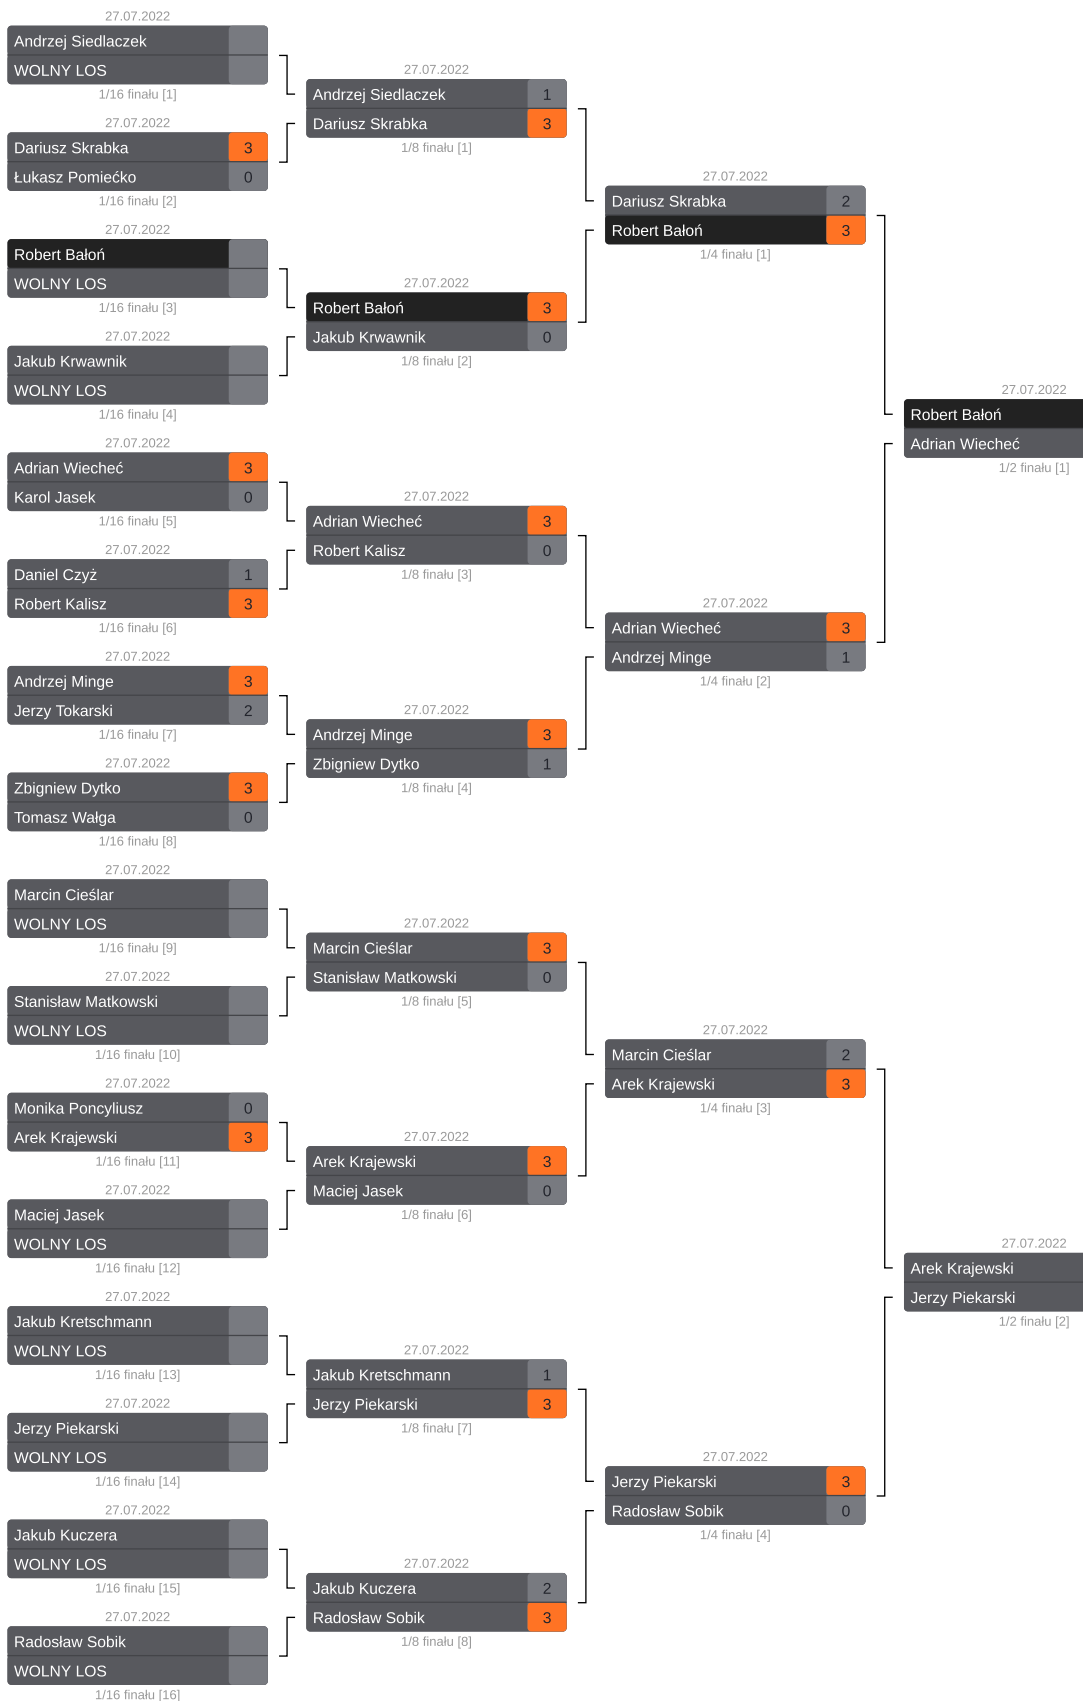 27.07.2022
Andrzej Siedlaczek
WOLNY LOS
1/16 finału [1]
27.07.2022
Dariusz Skrabka 3
Łukasz Pomiećko 0
1/16 finału [2]
27.07.2022
Robert Bałoń
WOLNY LOS
1/16 finału [3]
27.07.2022
Jakub Krwawnik
WOLNY LOS
1/16 finału [4]
27.07.2022
Adrian Wiecheć 3
Karol Jasek 0
1/16 finału [5]
27.07.2022
Daniel Czyż 1
Robert Kalisz 3
1/16 finału [6]
27.07.2022
Andrzej Minge 3
Jerzy Tokarski 2
1/16 finału [7]
27.07.2022
Zbigniew Dytko 3
Tomasz Wałga 0
1/16 finału [8]
27.07.2022
Marcin Cieślar
WOLNY LOS
1/16 finału [9]
27.07.2022
Stanisław Matkowski
WOLNY LOS
1/16 finału [10]
27.07.2022
Monika Poncyliusz 0
Arek Krajewski 3
1/16 finału [11]
27.07.2022
Maciej Jasek
WOLNY LOS
1/16 finału [12]
27.07.2022
Jakub Kretschmann
WOLNY LOS
1/16 finału [13]
27.07.2022
Jerzy Piekarski
WOLNY LOS
1/16 finału [14]
27.07.2022
Jakub Kuczera
WOLNY LOS
1/16 finału [15]
27.07.2022
Radosław Sobik
WOLNY LOS
1/16 finału [16]
27.07.2022
Andrzej Siedlaczek 1
Dariusz Skrabka 3
1/8 finału [1]
27.07.2022
Robert Bałoń 3
Jakub Krwawnik 0
1/8 finału [2]
27.07.2022
Adrian Wiecheć 3
Robert Kalisz 0
1/8 finału [3]
27.07.2022
Andrzej Minge 3
Zbigniew Dytko 1
1/8 finału [4]
27.07.2022
Marcin Cieślar 3
Stanisław Matkowski 0
1/8 finału [5]
27.07.2022
Arek Krajewski 3
Maciej Jasek 0
1/8 finału [6]
27.07.2022
Jakub Kretschmann 1
Jerzy Piekarski 3
1/8 finału [7]
27.07.2022
Jakub Kuczera 2
Radosław Sobik 3
1/8 finału [8]
27.07.2022
Dariusz Skrabka 2
Robert Bałoń 3
1/4 finału [1]
27.07.2022
Adrian Wiecheć 3
Andrzej Minge 1
1/4 finału [2]
27.07.2022
Marcin Cieślar 2
Arek Krajewski 3
1/4 finału [3]
27.07.2022
Jerzy Piekarski 3
Radosław Sobik 0
1/4 finału [4]
27.07.2022
Robert Bałoń
Adrian Wiecheć
1/2 finału [1]
27.07.2022
Arek Krajewski
Jerzy Piekarski
1/2 finału [2]